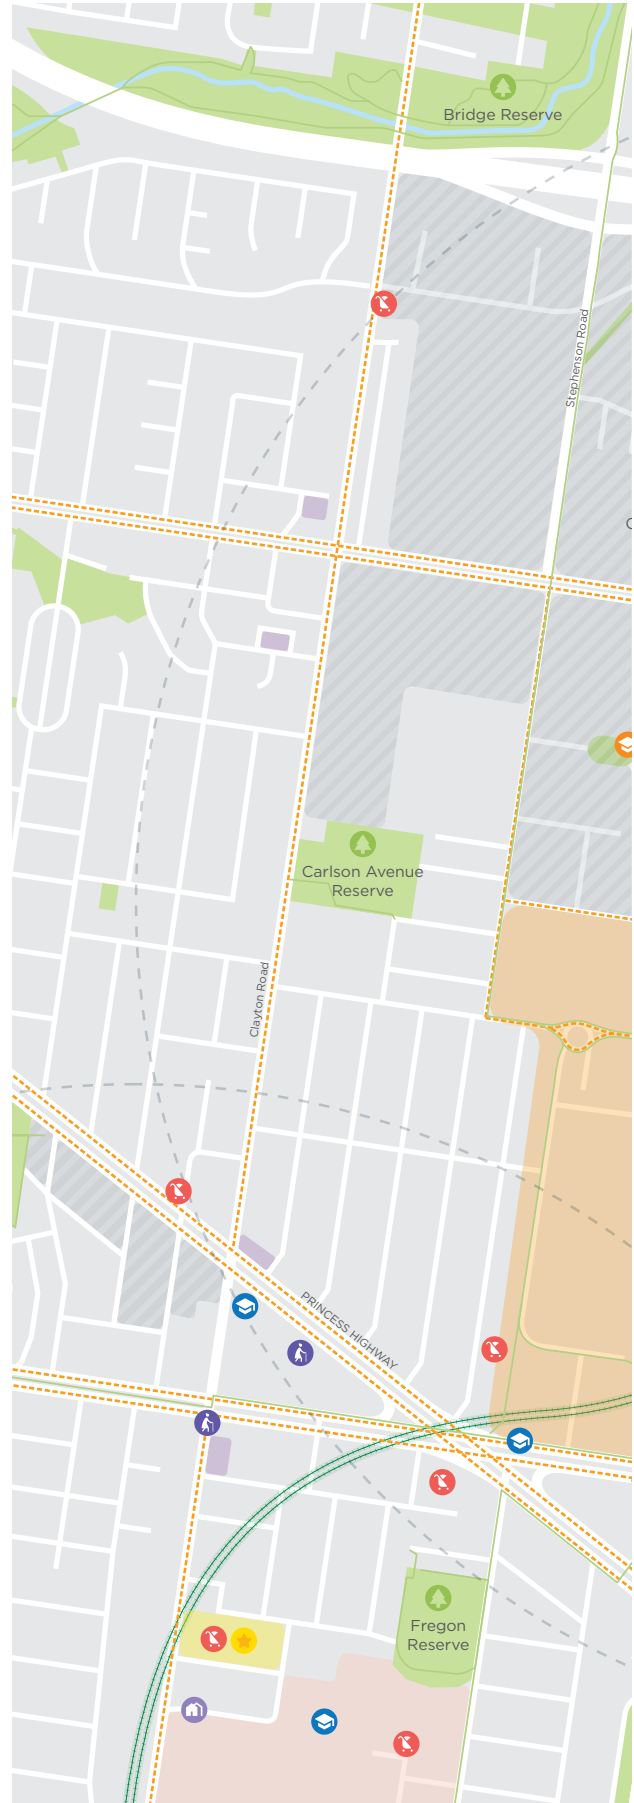 Bridge Reserve
Stephenson Road
C
Carlson Avenue
Reserve
Clayton Road
PRINCESS HIGHWAY
Fregon
Reserve